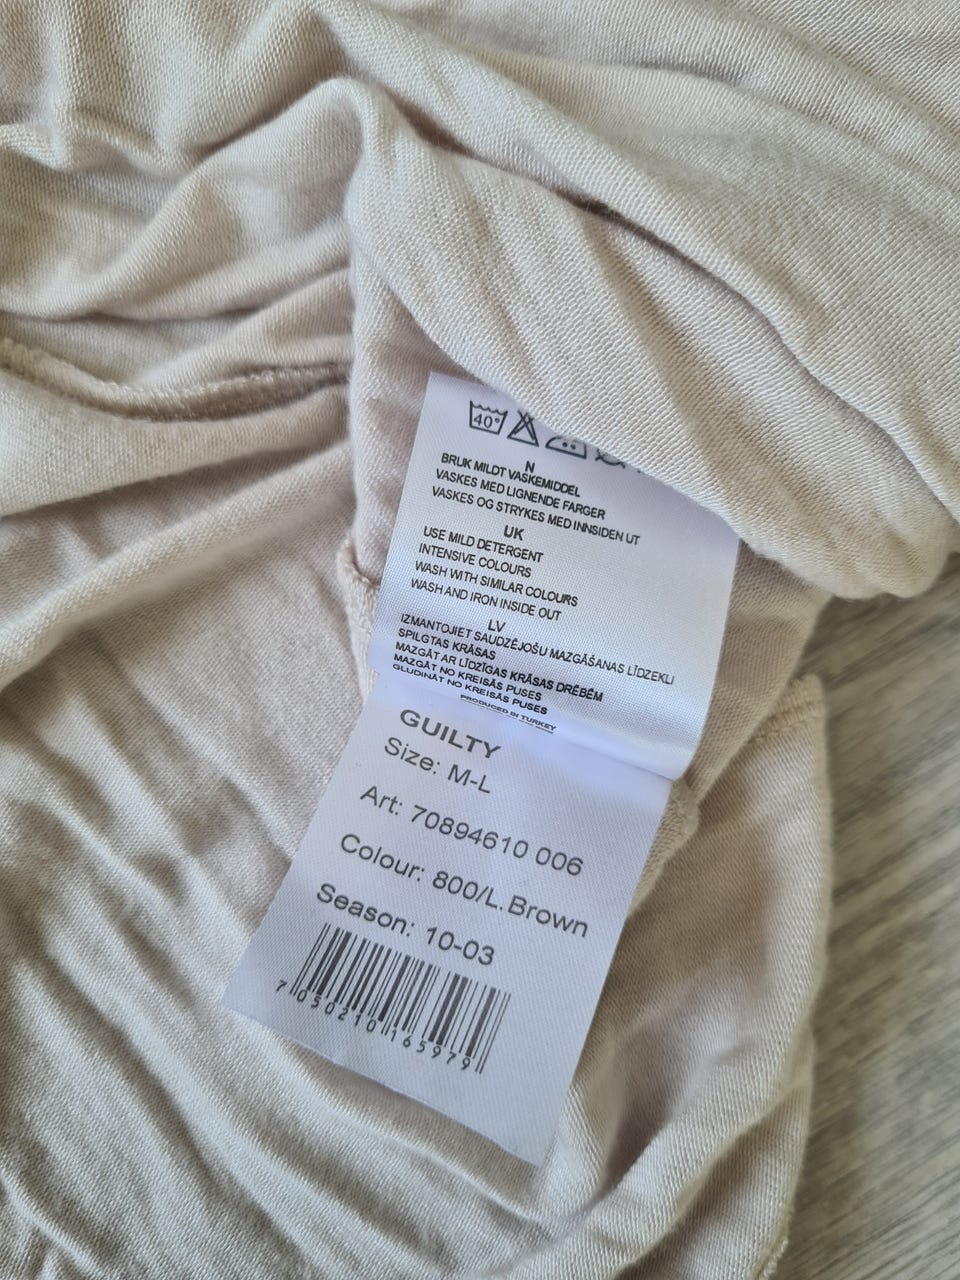 40°
N
BRUK MILDT VASKEMIDDEL
VASKES MED LIGNENDE FARGER
VASKES OG STRYKES MED INNSIDEN UT
UK
USE MILD DETERGENT
INTENSIVE COLOURS
WASH WITH SIMILAR COLOURS
WASH AND IRON INSIDE OUT
LV
IZMANTOJIET SAUDZĒJOŠU MAZGĀŠANAS LĪDZEKLI
SPILGTAS KRĀSAS
MAZGĀT AR LĪDZĪGAS KRĀSAS DRĒBĒM
MAZGĀT NO KREISĀS PUSES
GLUDINĀT NO KREISĀS PUSES
PRODUCED IN TURKEY
GUILTY
Size: M-L
Art: 70894610 006
Colour: 800/L.Brown
Season: 10-03
7 050210 165979